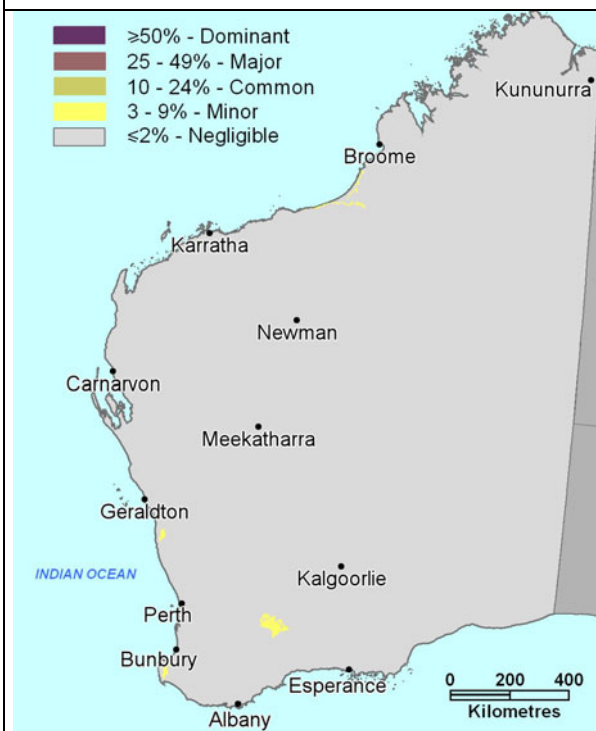 ≥50% - Dominant
25 - 49% - Major
10 - 24% - Common
3 - 9% - Minor
≤2% - Negligible
Kununurra
Broome
Karratha
Newman
Carnarvon
Meekatharra
Geraldton
INDIAN OCEAN
Kalgoorlie
Perth
Bunbury
Esperance
Albany
0 200 400
Kilometres